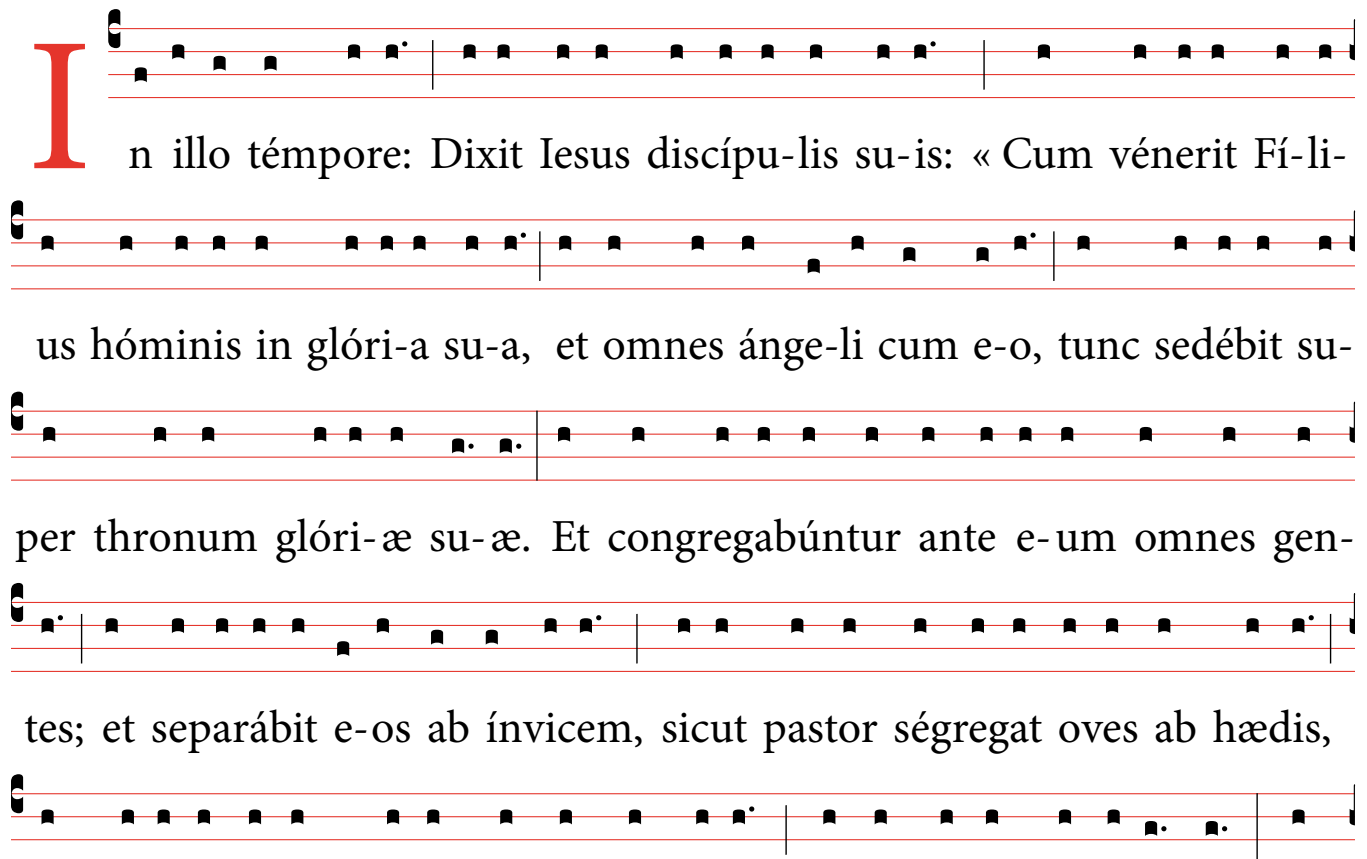 In illo témpore: Dixit Iesus discípu-lis su-is: « Cum vénerit Fí-li-
us hóminis in glóri-a su-a, et omnes ánge-li cum e-o, tunc sedébit su-
per thronum glóri-æ su-æ. Et congregabúntur ante e-um omnes gen-
tes; et separábit e-os ab ínvicem, sicut pastor ségregat oves ab hædis,